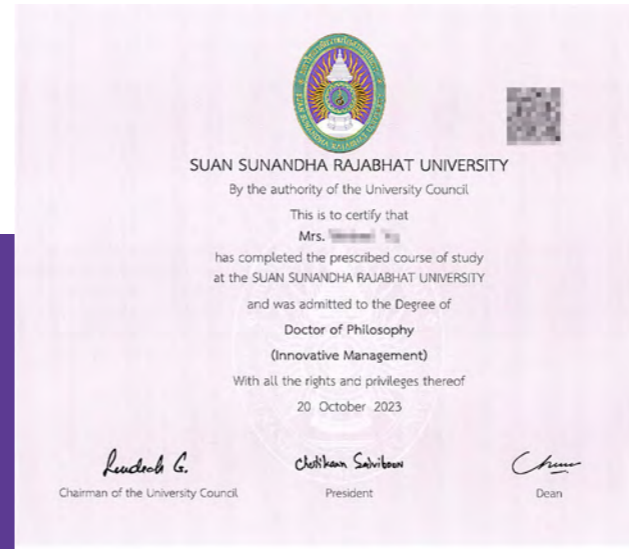 SUAN SUNANDHA RAJABHAT UNIVERSITY
By the authority of the University Council
This is to certify that
Mrs.
has completed the prescribed course of study
at the SUAN SUNANDHA RAJABHAT UNIVERSITY
and was admitted to the Degree of
Doctor of Philosophy
(Innovative Management)
With all the rights and privileges thereof
20 October 2023
Chairman of the University Council
President
Dean